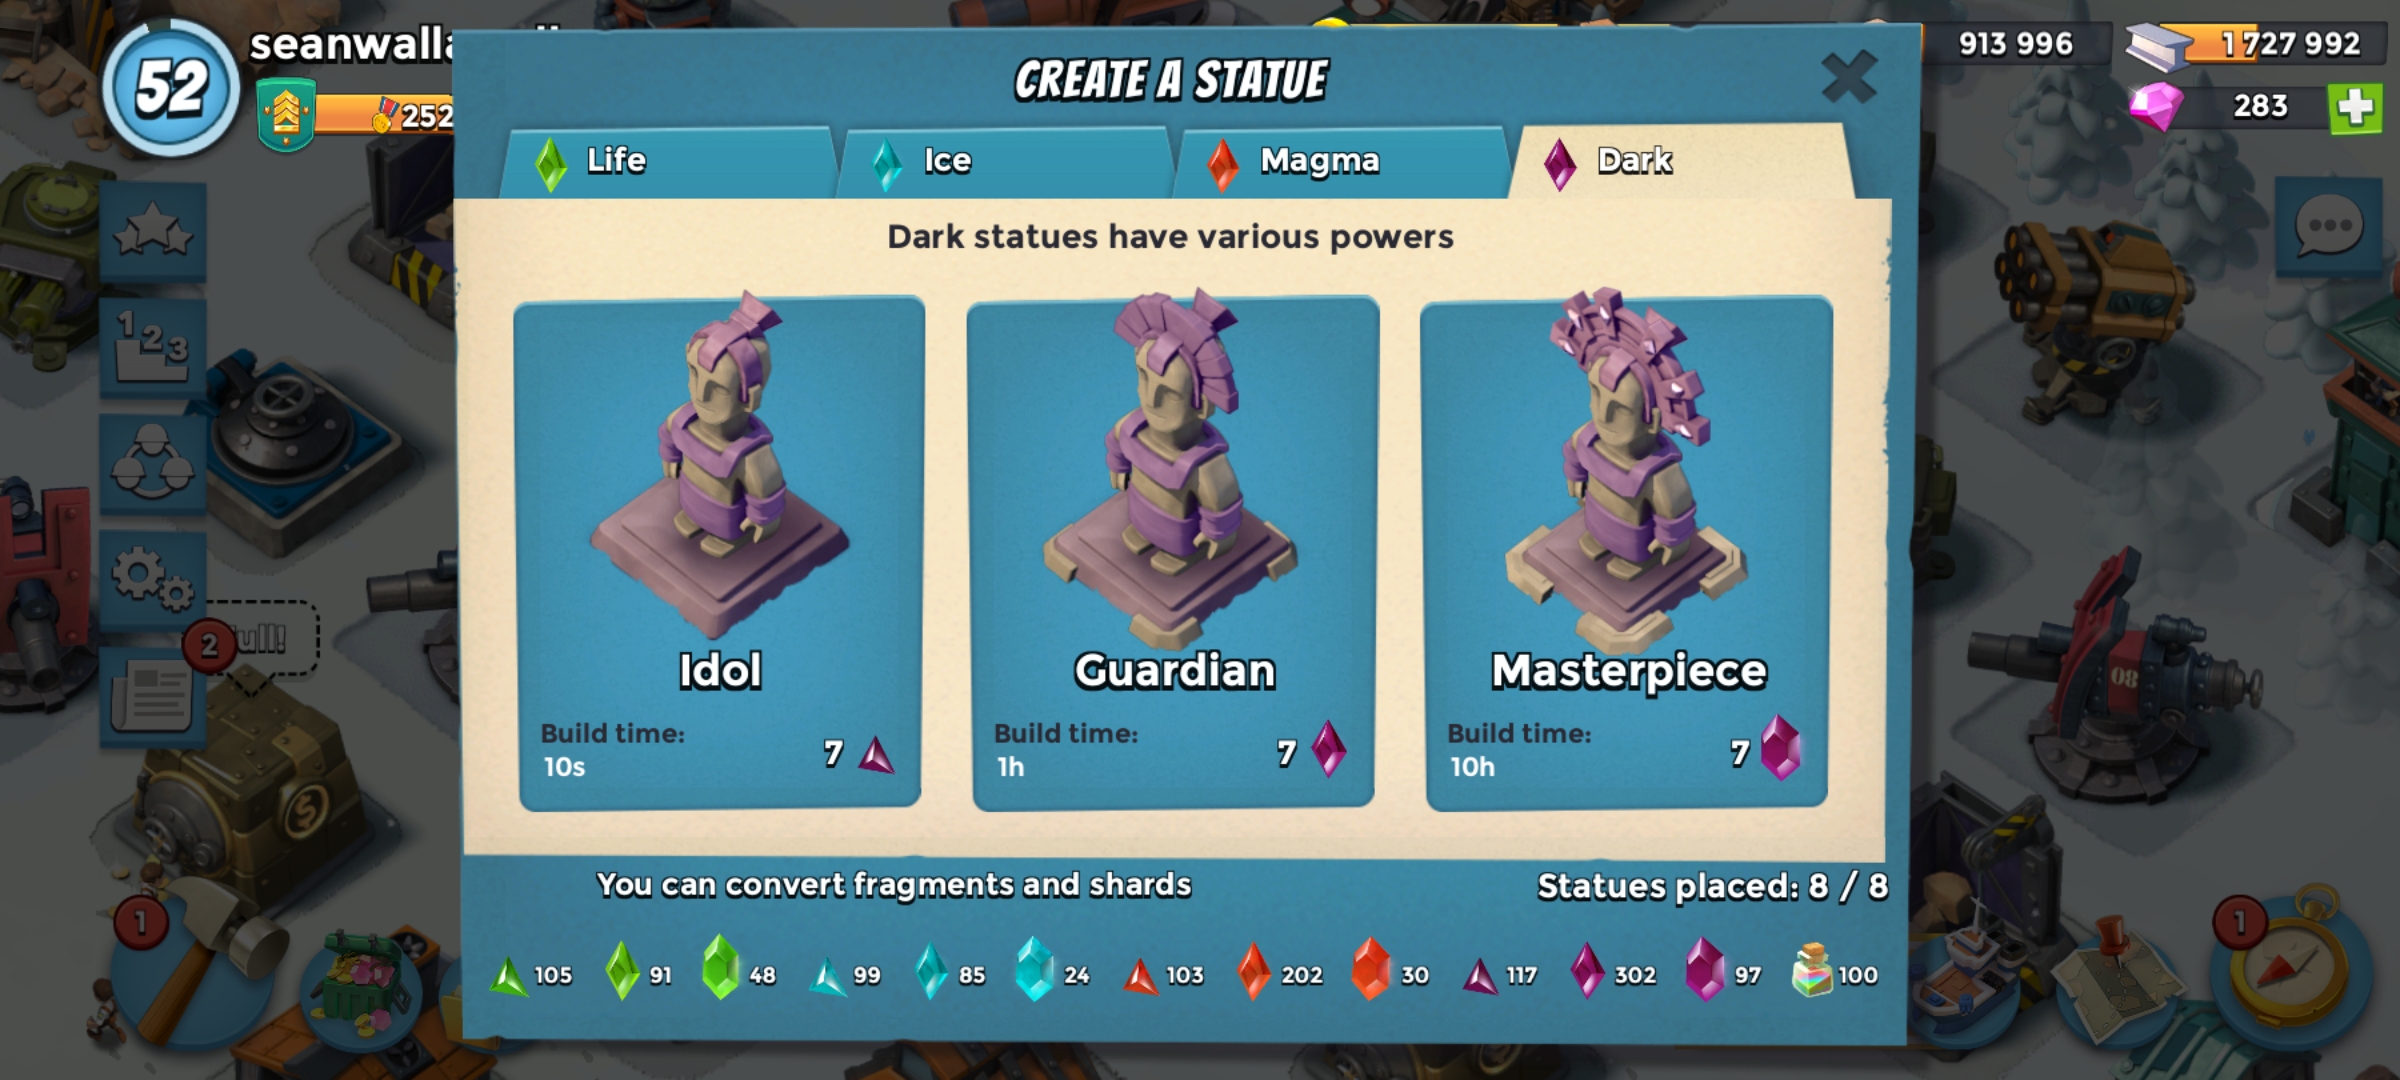 52
252
913 996
1 727 992
283
CREATE A STATUE
Life
Ice
Magma
Dark
Dark statues have various powers
1 2 3
2
08
Idol
Build time:
10s
7
Guardian
Build time:
1h
7
Masterpiece
Build time:
10h
7
You can convert fragments and shards
Statues placed: 8 / 8
1
105 91 48 99 85 24 103 202 30 117 302 97 100
1